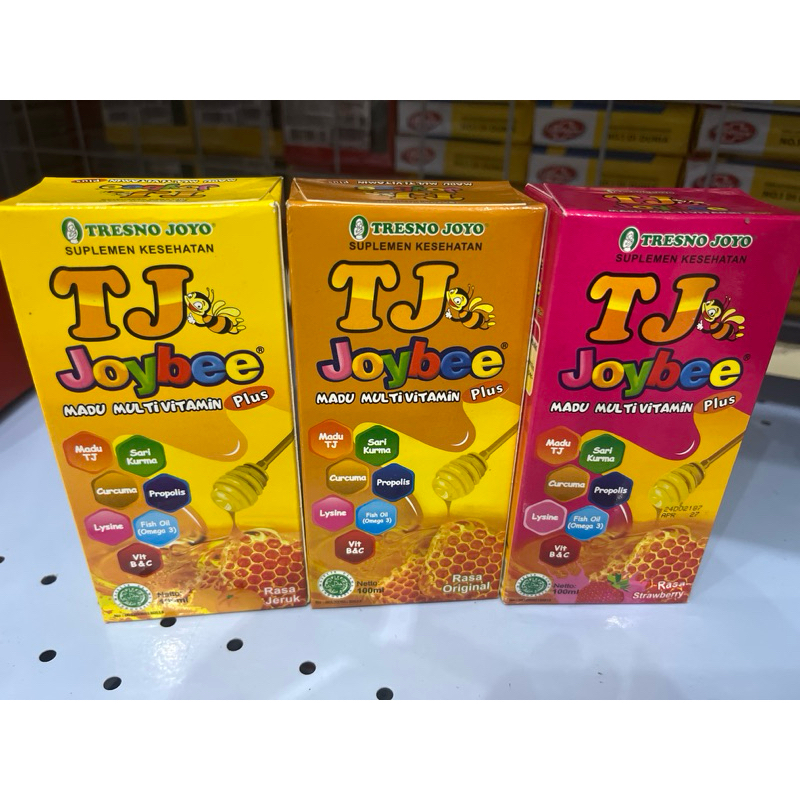 TRESNO JOYO
SUPLEMEN KESEHATAN
TJ
Joybee®
MADU MULTIVITAMIN Plus
Madu TJ
Sari Kurma
Curcuma
Propolis
Lysine
Fish Oil (Omega 3)
Vit B&C
Netto
Rasa Jeruk
TRESNO JOYO
SUPLEMEN KESEHATAN
TJ
Joybee®
MADU MULTIVITAMIN Plus
Madu TJ
Sari Kurma
Curcuma
Propolis
Lysine
Fish Oil (Omega 3)
Vit B&C
Netto
100ml
Rasa Original
TRESNO JOYO
SUPLEMEN KESEHATAN
TJ
Joybee®
MADU MULTIVITAMIN Plus
Madu TJ
Sari Kurma
Curcuma
Propolis
Lysine
Fish Oil (Omega 3)
Vit B&C
APR 27
Netto
100ml
Rasa Strawberry